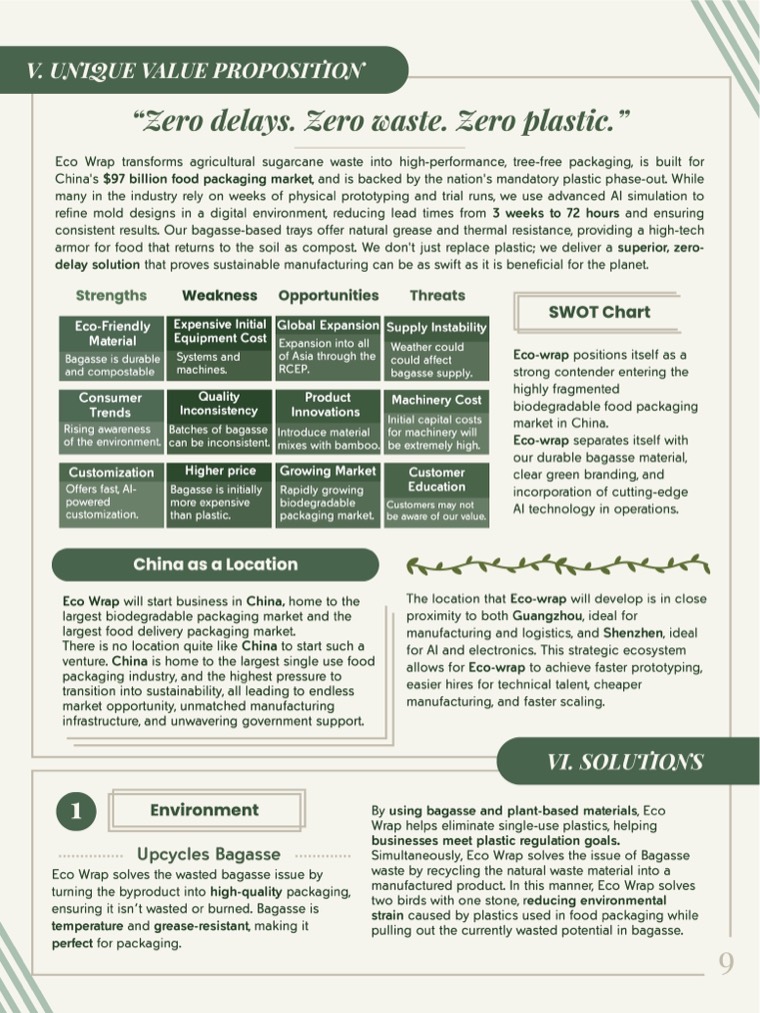 V. UNIQUE VALUE PROPOSITION
“Zero delays. Zero waste. Zero plastic.”
Eco Wrap transforms agricultural sugarcane waste into high-performance, tree-free packaging, is built for
China's $97 billion food packaging market, and is backed by the nation's mandatory plastic phase-out. While
many in the industry rely on weeks of physical prototyping and trial runs, we use advanced AI simulation to
refine mold designs in a digital environment, reducing lead times from 3 weeks to 72 hours and ensuring
consistent results. Our bagasse-based trays offer natural grease and thermal resistance, providing a high-tech
armor for food that returns to the soil as compost. We don't just replace plastic; we deliver a superior, zero-
delay solution that proves sustainable manufacturing can be as swift as it is beneficial for the planet.
Strengths
Eco-Friendly
Material
Bagasse is durable
and compostable
Consumer
Trends
Rising awareness
of the environment.
Customization
Offers fast, AI-
powered
customization.
Weakness
Expensive Initial
Equipment Cost
Systems and
machines.
Quality
Inconsistency
Batches of bagasse
can be inconsistent.
Higher price
Bagasse is initially
more expensive
than plastic.
Opportunities
Global Expansion
Expansion into all
of Asia through the
RCEP.
Product
Innovations
Introduce material
mixes with bamboo.
Growing Market
Rapidly growing
biodegradable
packaging market.
Threats
Supply Instability
Weather could
could affect
bagasse supply.
Machinery Cost
Initial capital costs
for machinery will
be extremely high.
Customer
Education
Customers may not
be aware of our value.
SWOT Chart
Eco-wrap positions itself as a
strong contender entering the
highly fragmented
biodegradable food packaging
market in China.
Eco-wrap separates itself with
our durable bagasse material,
clear green branding, and
incorporation of cutting-edge
AI technology in operations.
China as a Location
Eco Wrap will start business in China, home to the
largest biodegradable packaging market and the
largest food delivery packaging market.
There is no location quite like China to start such a
venture. China is home to the largest single use food
packaging industry, and the highest pressure to
transition into sustainability, all leading to endless
market opportunity, unmatched manufacturing
infrastructure, and unwavering government support.
The location that Eco-wrap will develop is in close
proximity to both Guangzhou, ideal for
manufacturing and logistics, and Shenzhen, ideal
for AI and electronics. This strategic ecosystem
allows for Eco-wrap to achieve faster prototyping,
easier hires for technical talent, cheaper
manufacturing, and faster scaling.
VI. SOLUTIONS
1
Environment
Upcycles Bagasse
Eco Wrap solves the wasted bagasse issue by
turning the byproduct into high-quality packaging,
ensuring it isn’t wasted or burned. Bagasse is
temperature and grease-resistant, making it
perfect for packaging.
By using bagasse and plant-based materials, Eco
Wrap helps eliminate single-use plastics, helping
businesses meet plastic regulation goals.
Simultaneously, Eco Wrap solves the issue of Bagasse
waste by recycling the natural waste material into a
manufactured product. In this manner, Eco Wrap solves
two birds with one stone, reducing environmental
strain caused by plastics used in food packaging while
pulling out the currently wasted potential in bagasse.
9